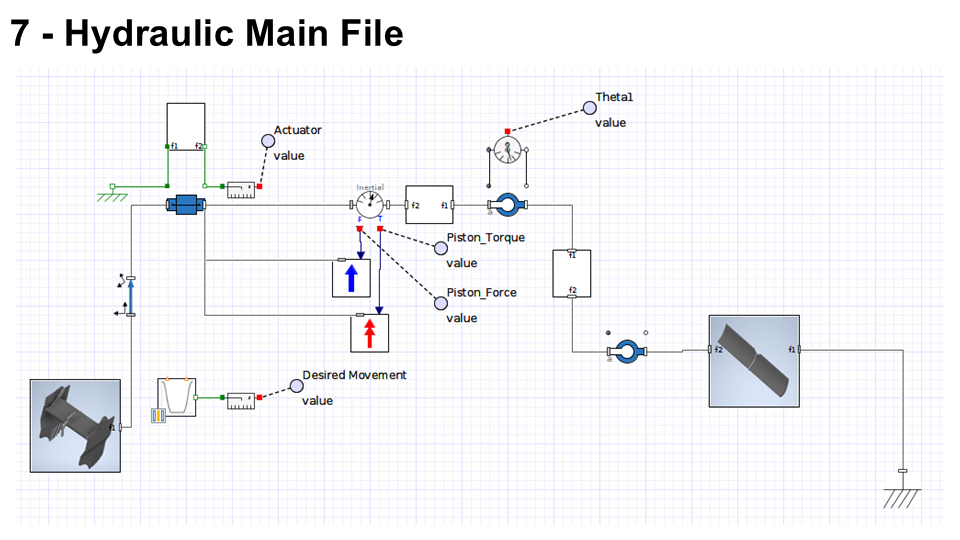 7 - Hydraulic Main File
Theta1
value
Actuator
value
f1 f2
Inertial
f2 f1
F T
Piston_Torque
value
f1
Piston_Force
value
f2
f2 f1
Desired Movement
value
f1